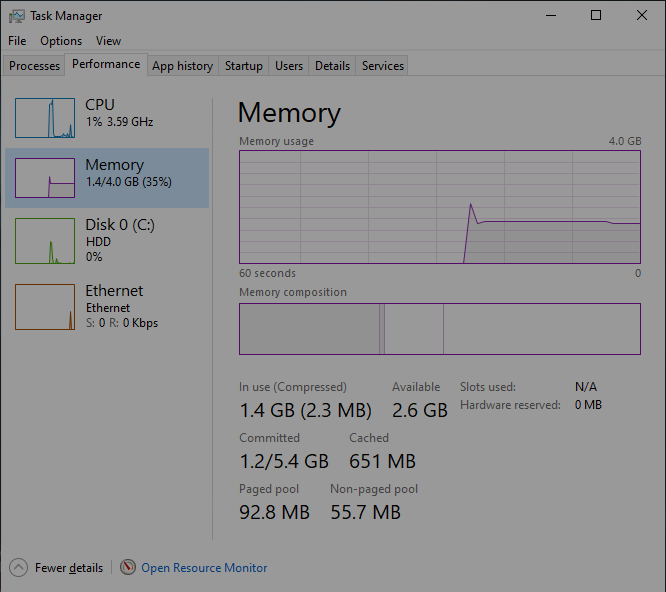 Task Manager
File Options View
Processes Performance App history Startup Users Details Services
CPU
1% 3.59 GHz
Memory
1.4/4.0 GB (35%)
Disk 0 (C:)
HDD
0%
Ethernet
Ethernet
S: 0 R: 0 Kbps
Memory
Memory usage 4.0 GB
60 seconds 0
Memory composition
In use (Compressed) Available Slots used: N/A
1.4 GB (2.3 MB) 2.6 GB Hardware reserved: 0 MB
Committed Cached
1.2/5.4 GB 651 MB
Paged pool Non-paged pool
92.8 MB 55.7 MB
Fewer details Open Resource Monitor